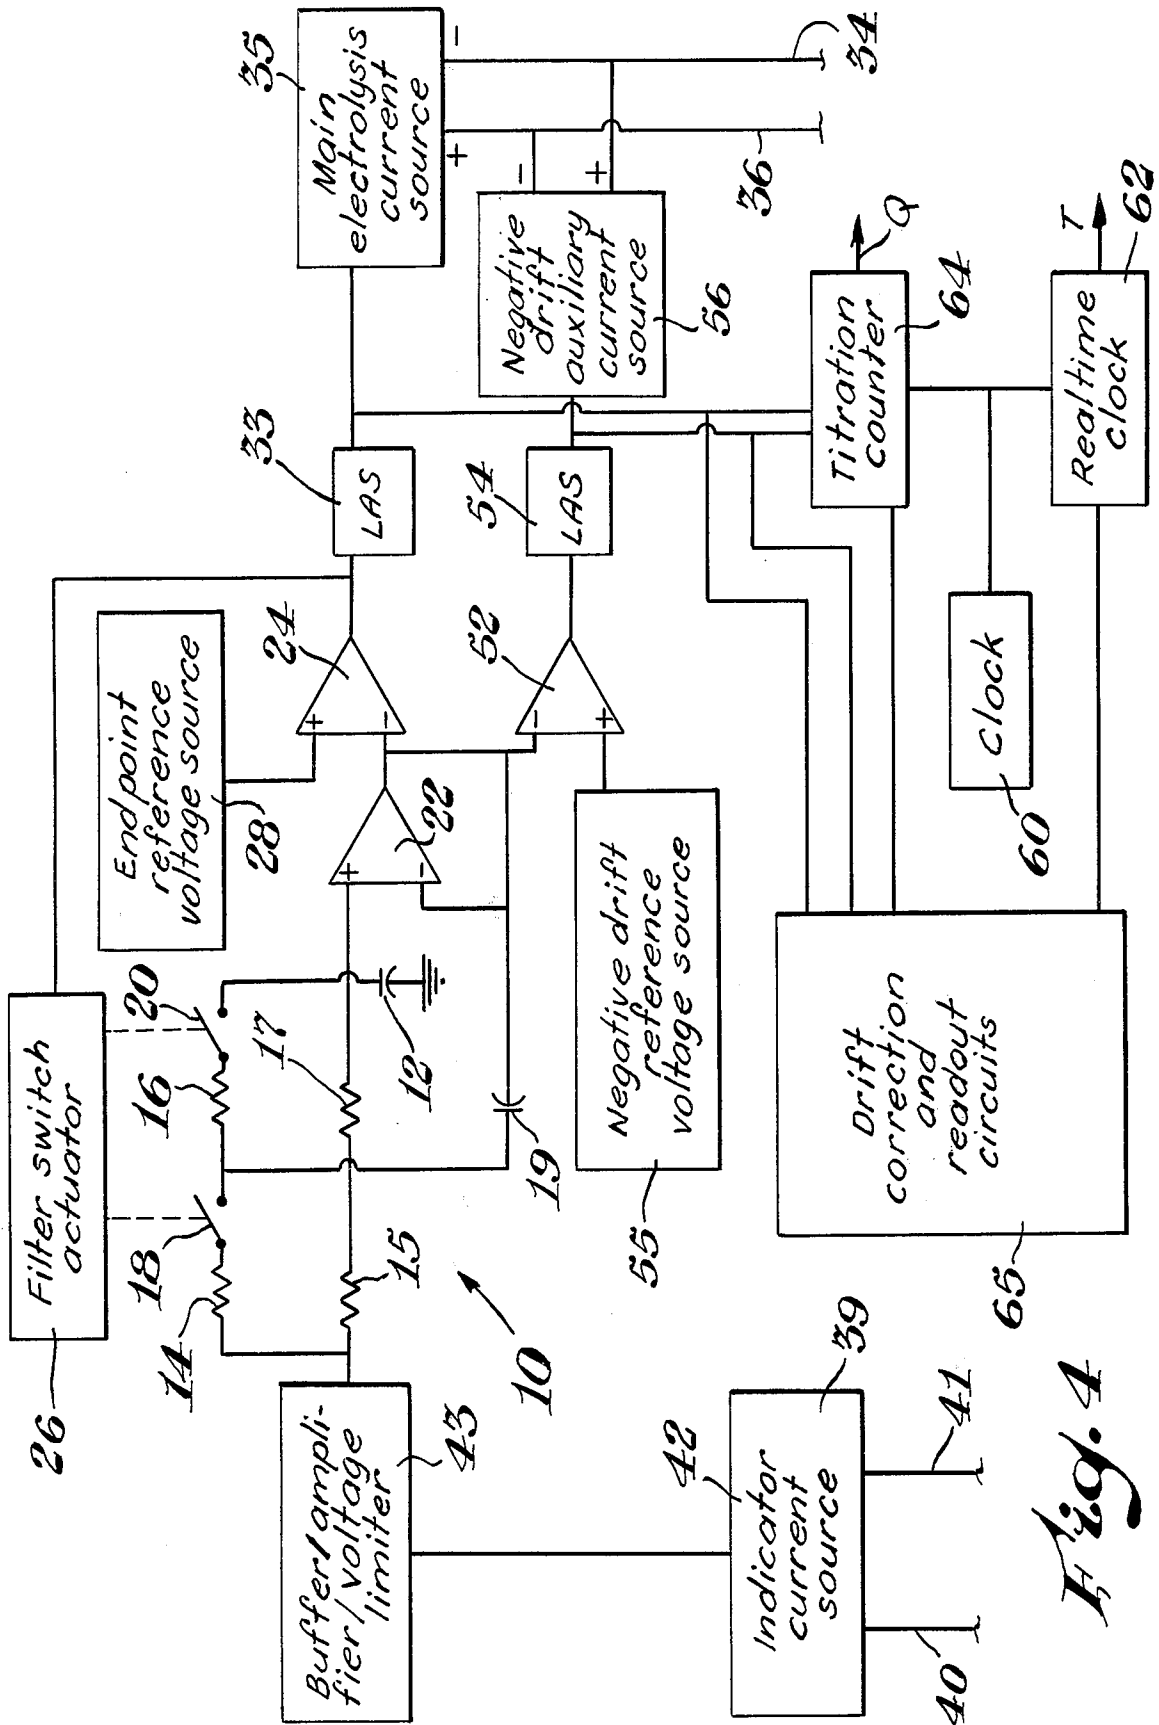 26
Filter switch
actuator
14
18
16
20
Endpoint
reference
voltage source
28
24
+
-
33
LAS
35
Main
electrolysis
current
source
+
-
Buffer/ampli-
fier/voltage
limiter
43
15
17
12
22
+
-
10
19
52
-
+
54
LAS
Negative
drift
auxiliary
current
source
56
-
+
36
34
55
Negative drift
reference
voltage source
42
39
Indicator
current
source
40
41
65
Drift
correction
and
readout
circuits
60
Clock
Titration
counter
64
Q
Realtime
clock
62
T
Fig. 4